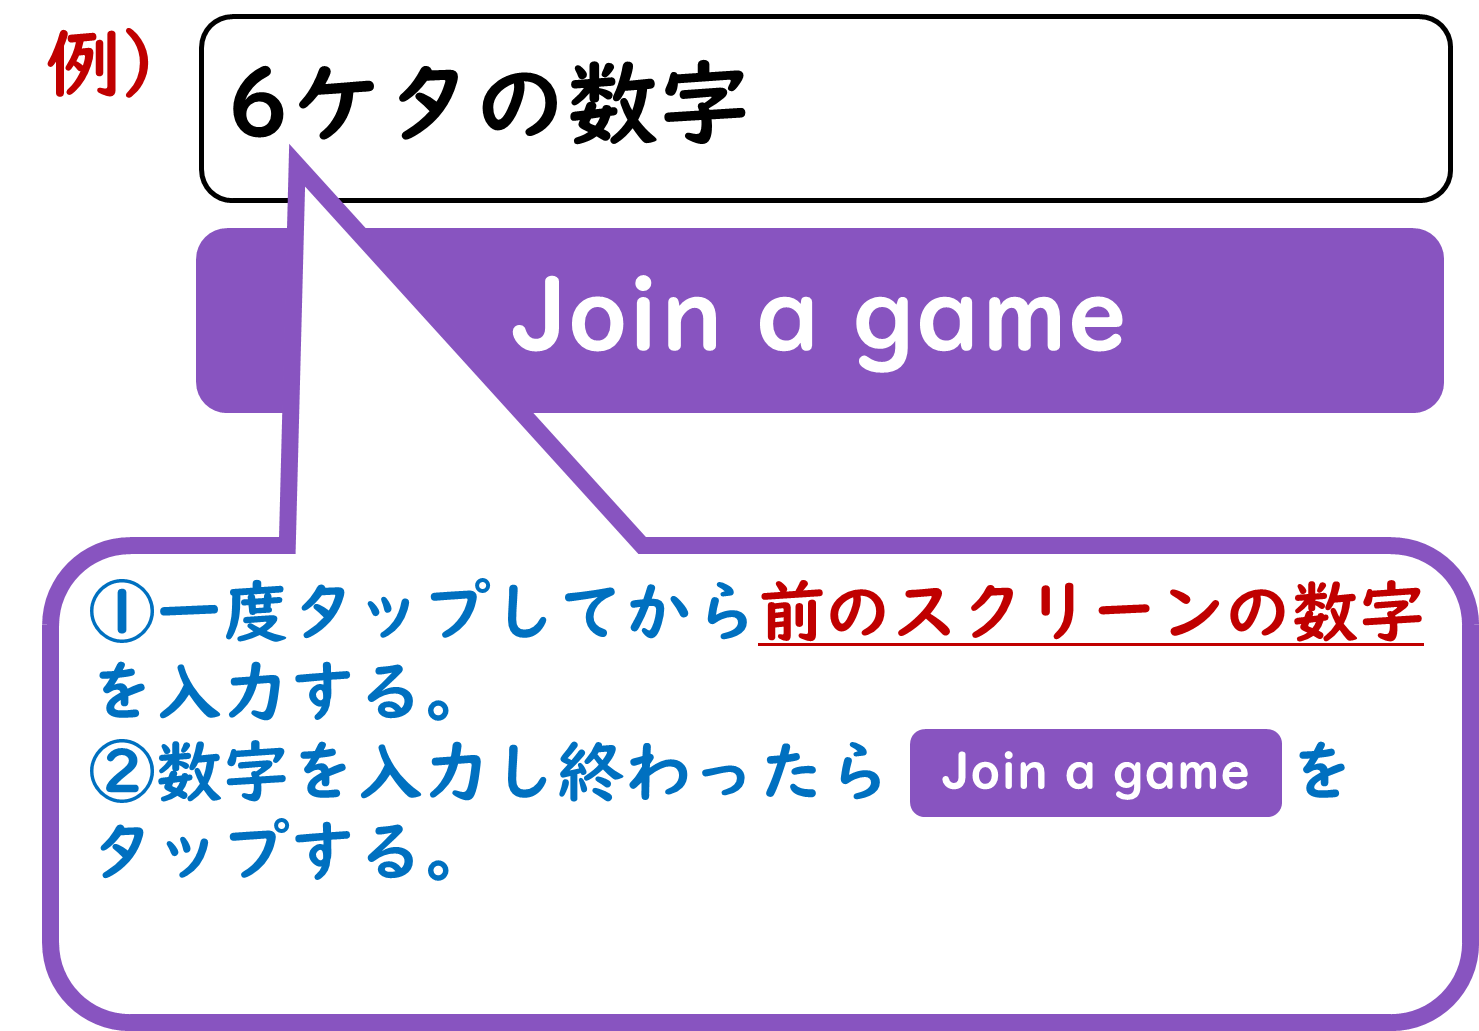 例）
6ケタの数字
Join a game
①一度タップしてから前のスクリーンの数字
を入力する。
②数字を入力し終わったら Join a game を
タップする。